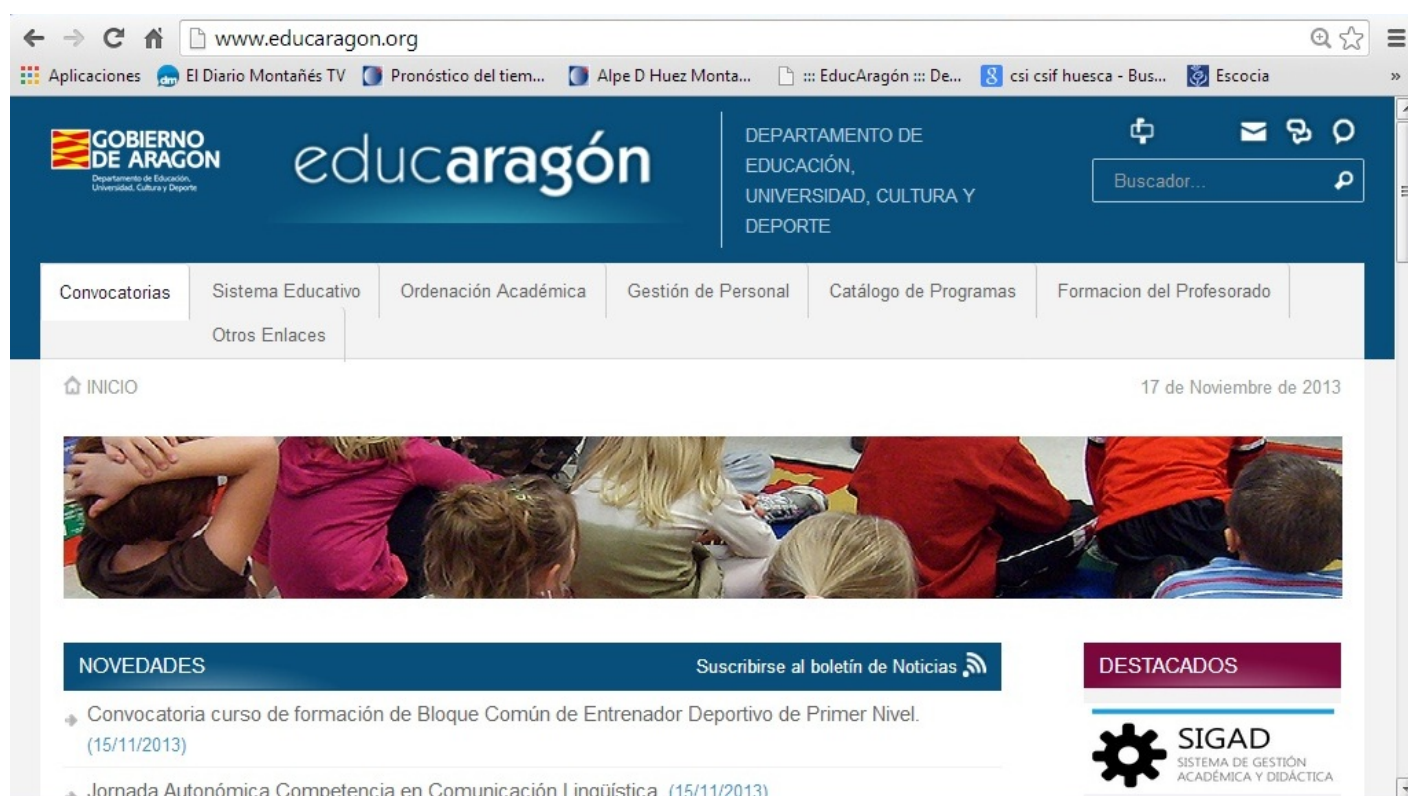 www.educaragon.org
Aplicaciones
dm
El Diario Montañés TV
Pronóstico del tiem...
Alpe D Huez Monta...
::: EducAragón ::: De...
8
csi csif huesca - Bus...
Escocia
»
GOBIERNO
DE ARAGON
Departamento de Educación,
Universidad, Cultura y Deporte
educaragón
DEPARTAMENTO DE
EDUCACIÓN,
UNIVERSIDAD, CULTURA Y
DEPORTE
Buscador...
Convocatorias
Sistema Educativo
Ordenación Académica
Gestión de Personal
Catálogo de Programas
Formacion del Profesorado
Otros Enlaces
INICIO
17 de Noviembre de 2013
NOVEDADES
Suscribirse al boletín de Noticias
DESTACADOS
Convocatoria curso de formación de Bloque Común de Entrenador Deportivo de Primer Nivel.
(15/11/2013)
SIGAD
SISTEMA DE GESTIÓN
ACADÉMICA Y DIDÁCTICA
Jornada Autonómica Competencia en Comunicación Lingüística. (15/11/2013)